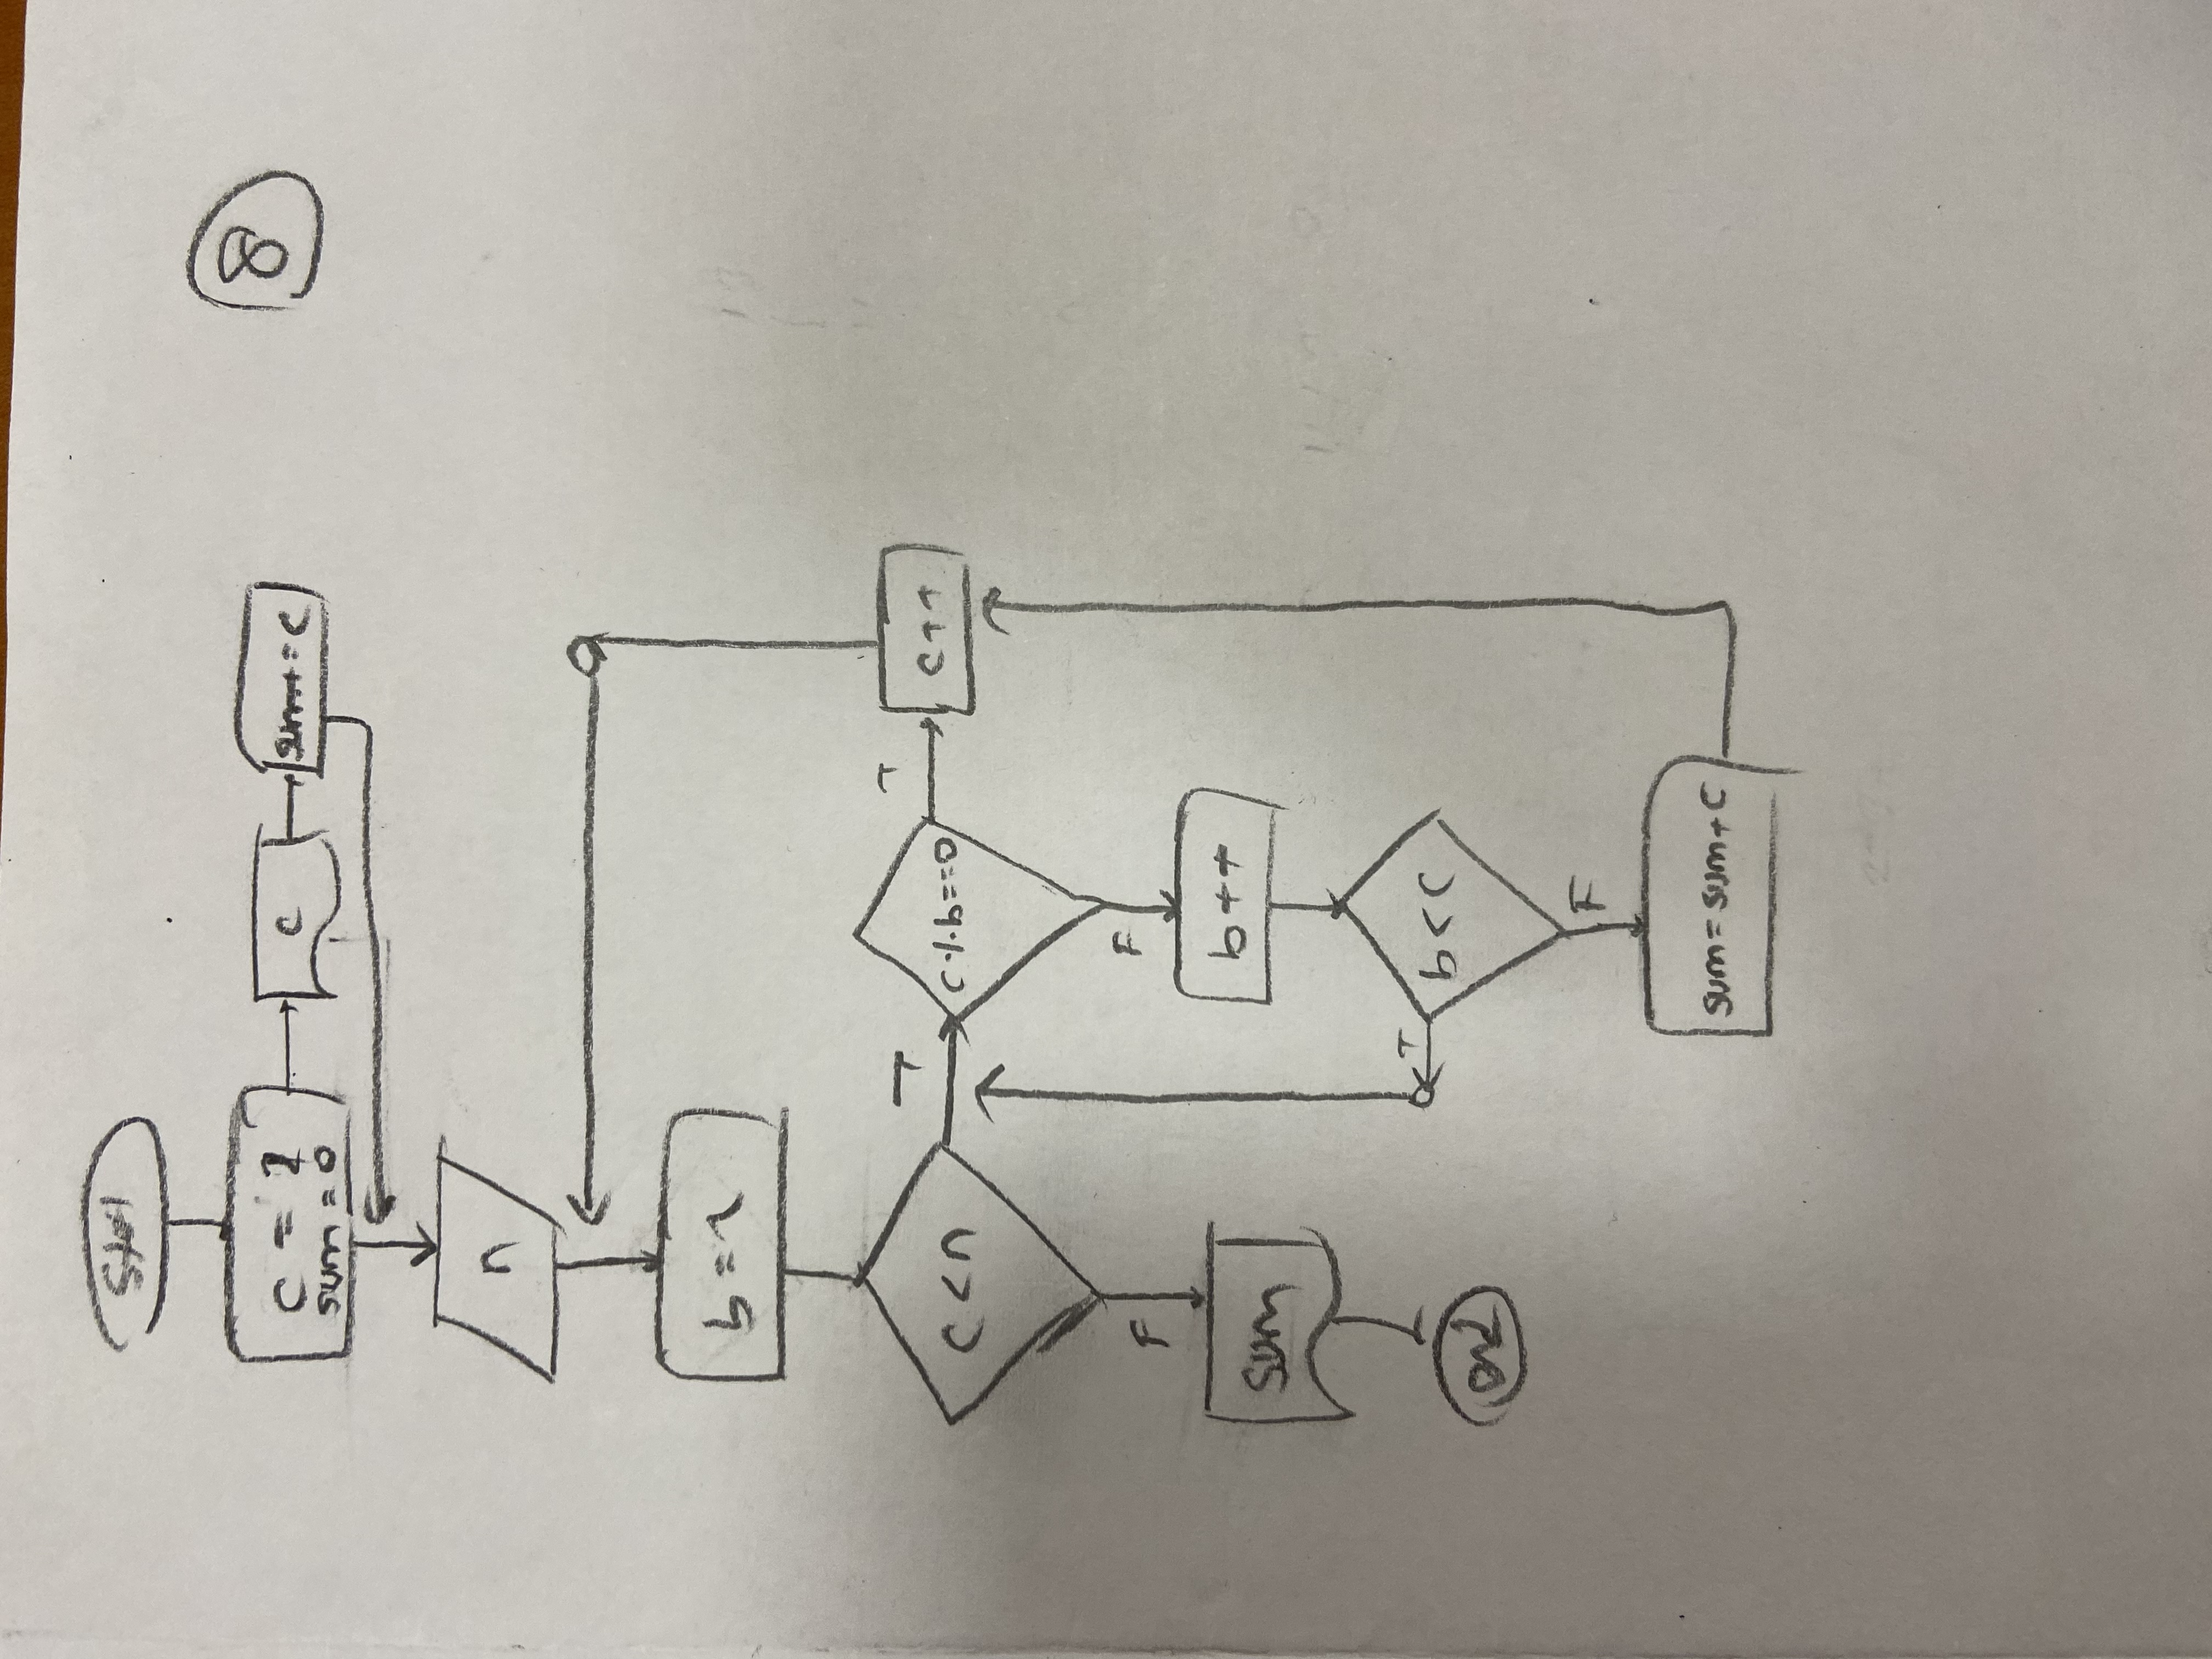 Start
8
c = 2
sum = 0
c
sum+=c
n
b=2
c<n
T
c%b==0
T
c++
F
F
b++
sum
b<c
T
end
F
sum=sum+c